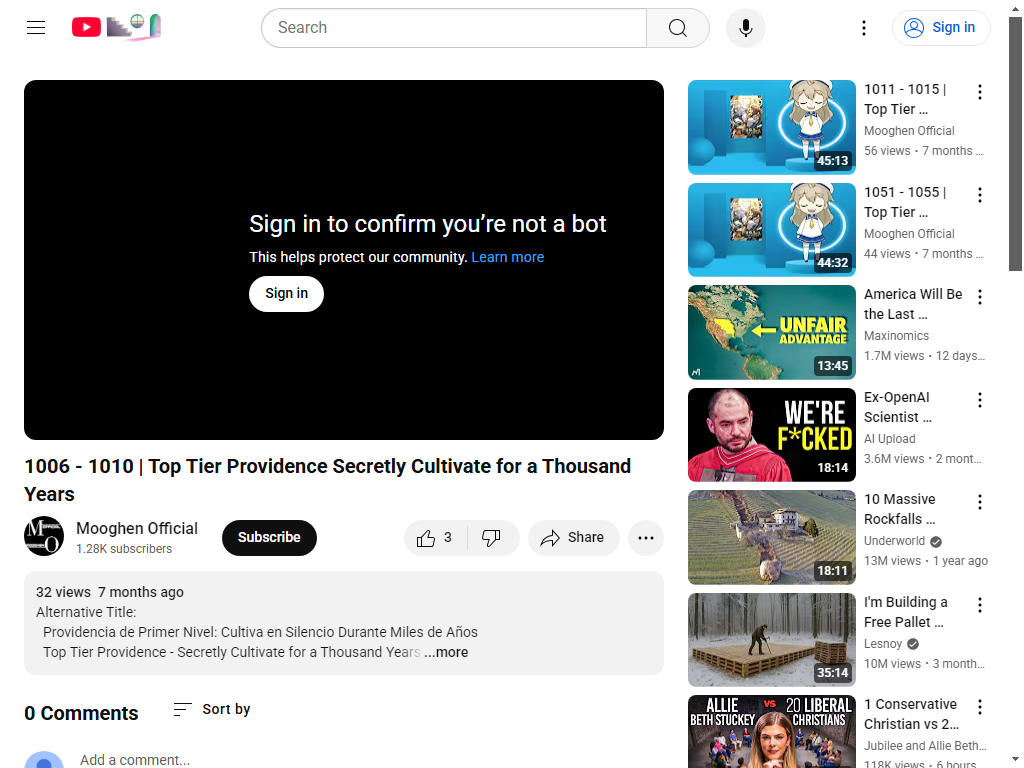 Search
Sign in
Sign in to confirm you’re not a bot
This helps protect our community. Learn more
Sign in
1006 - 1010 | Top Tier Providence Secretly Cultivate for a Thousand
Years
Mooghen Official
1.28K subscribers
Subscribe
3
Share
32 views 7 months ago
Alternative Title:
Providencia de Primer Nivel: Cultiva en Silencio Durante Miles de Años
Top Tier Providence - Secretly Cultivate for a Thousand Years ...more
0 Comments
Sort by
Add a comment...
45:13
1011 - 1015 |
Top Tier …
Mooghen Official
56 views • 7 months …
44:32
1051 - 1055 |
Top Tier …
Mooghen Official
44 views • 7 months …
UNFAIR
ADVANTAGE
13:45
America Will Be
the Last …
Maxinomics
1.7M views • 12 days…
WE'RE
F*CKED
18:14
Ex-OpenAI
Scientist …
AI Upload
3.6M views • 2 mont…
18:11
10 Massive
Rockfalls …
Underworld
13M views • 1 year ago
35:14
I'm Building a
Free Pallet …
Lesnoy
10M views • 3 month…
ALLIE VS 20 LIBERAL
BETH STUCKEY CHRISTIANS
1 Conservative
Christian vs 2…
Jubilee and Allie Beth…
118K views • 6 hours